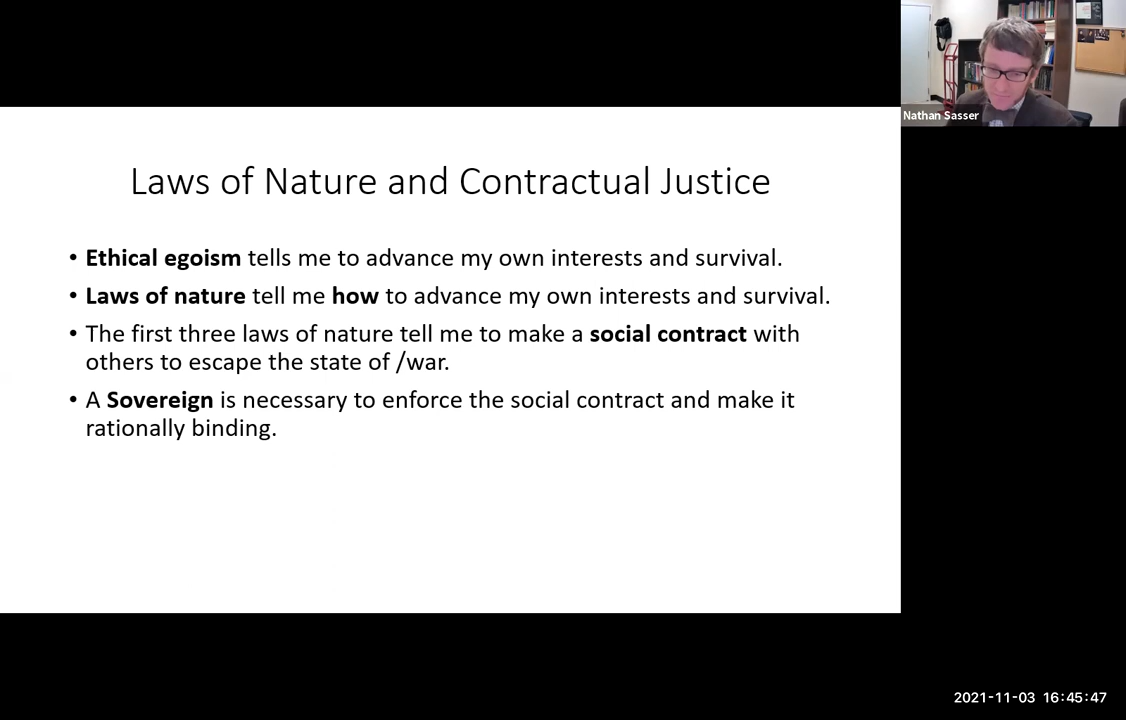 Laws of Nature and Contractual Justice
• Ethical egoism tells me to advance my own interests and survival.
• Laws of nature tell me how to advance my own interests and survival.
• The first three laws of nature tell me to make a social contract with
others to escape the state of /war.
• A Sovereign is necessary to enforce the social contract and make it
rationally binding.
Nathan Sasser
2021-11-03 16:45:47